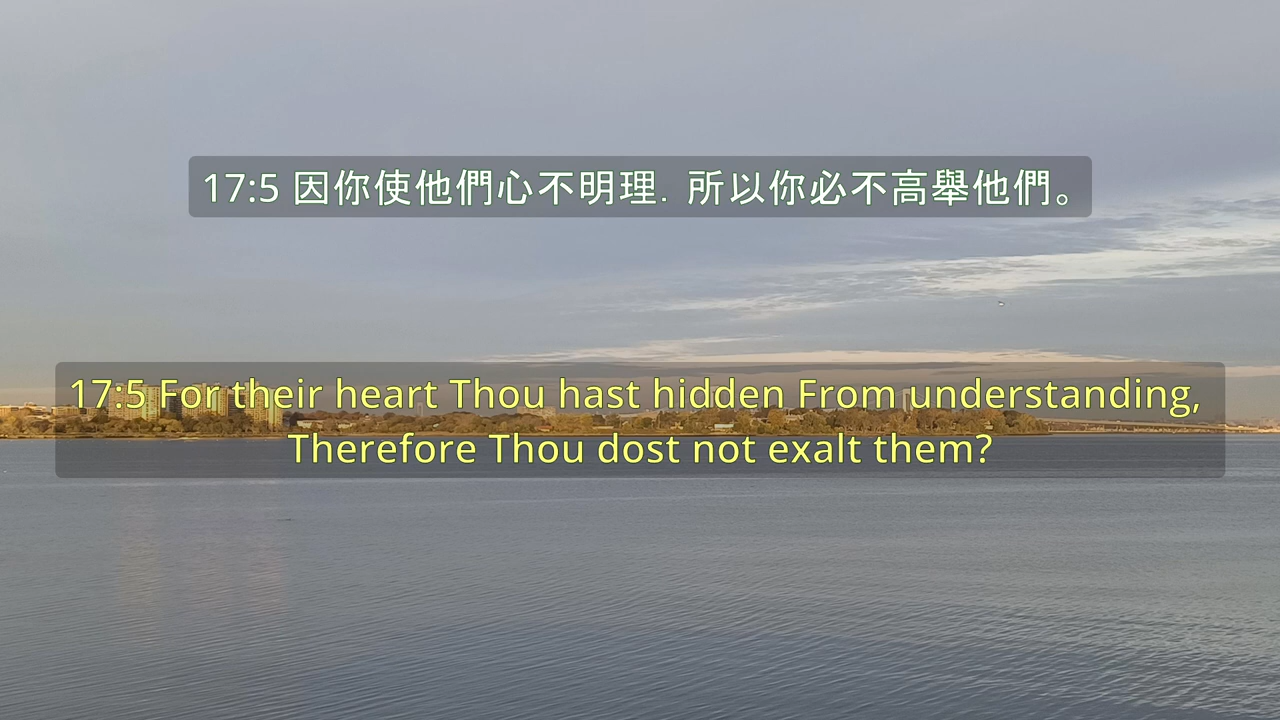 17:5 因你使他們心不明理. 所以你必不高舉他們。
17:5 For their heart Thou hast hidden From understanding,
Therefore Thou dost not exalt them?